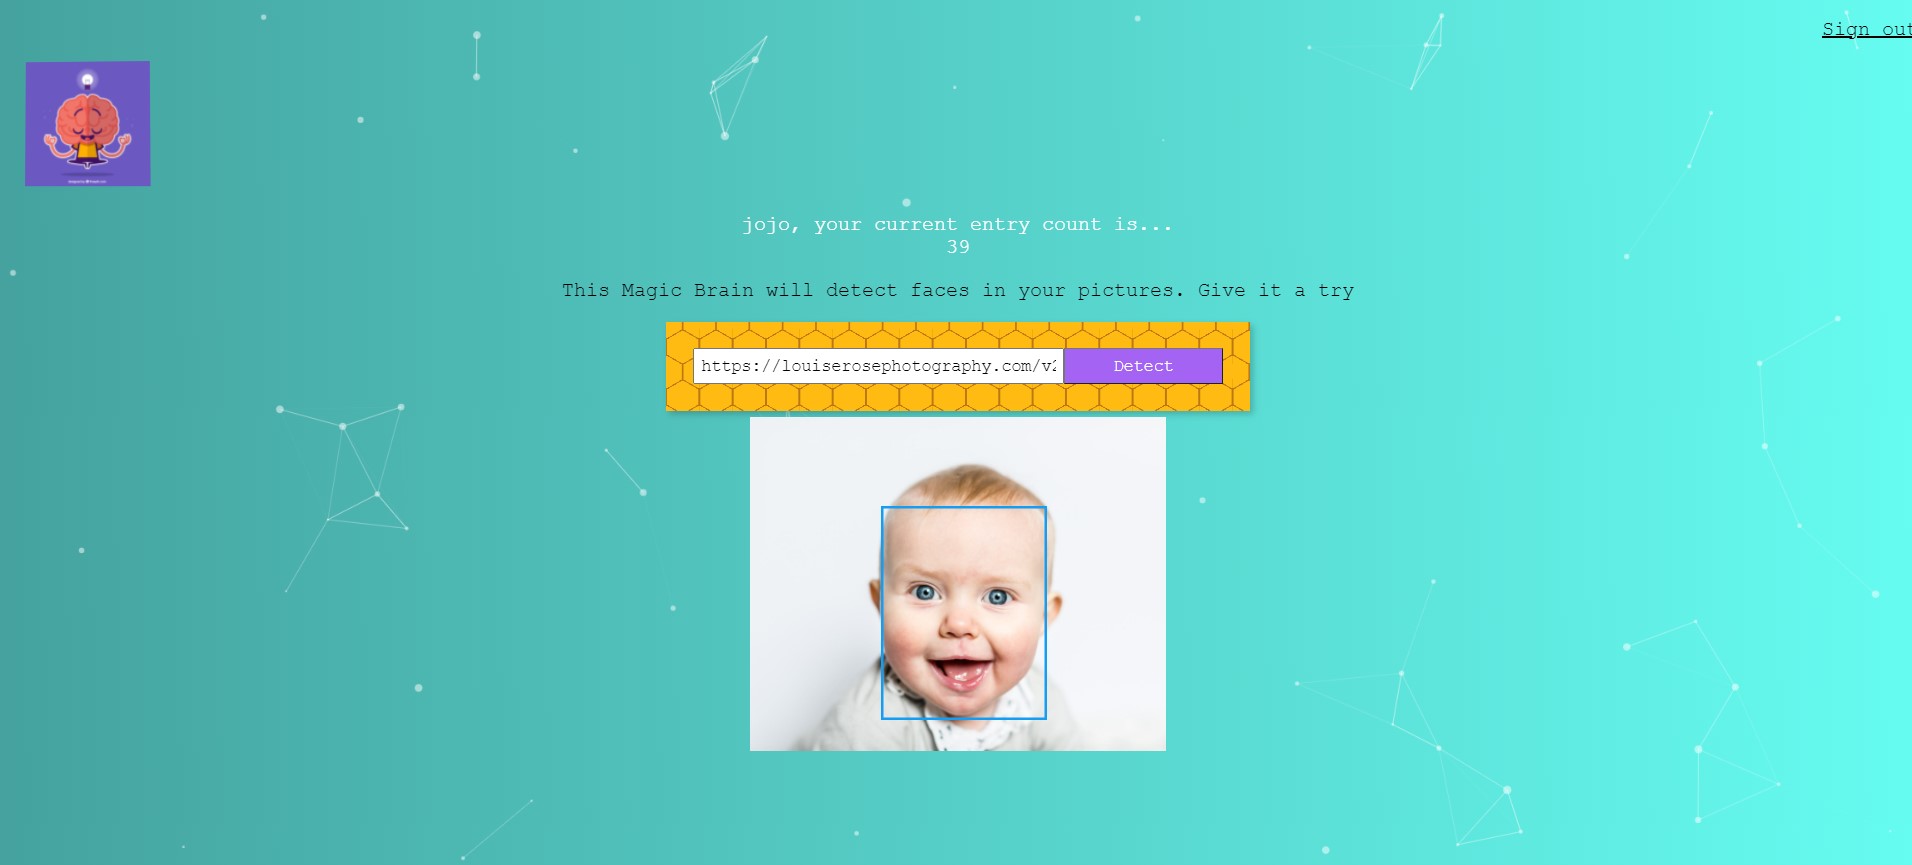 Sign out
jojo, your current entry count is...
39
This Magic Brain will detect faces in your pictures. Give it a try
https://louiserosephotography.com/v2
Detect